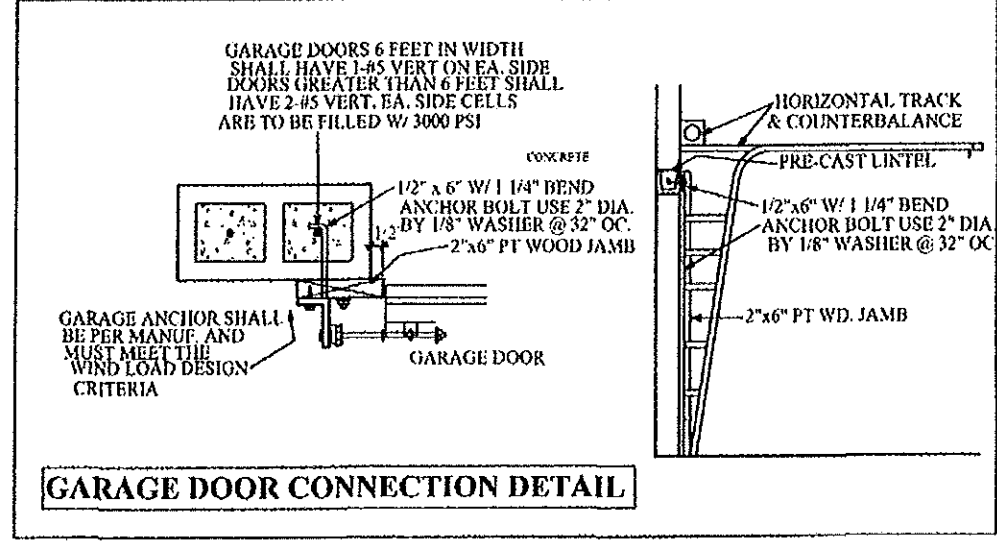 GARAGE DOORS 6 FEET IN WIDTH
SHALL HAVE 1-#5 VERT ON EA. SIDE
DOORS GREATER THAN 6 FEET SHALL
HAVE 2-#5 VERT. EA. SIDE CELLS
ARE TO BE FILLED W/ 3000 PSI
CONCRETE
1/2" x 6" W/ 1 1/4" BEND
ANCHOR BOLT USE 2" DIA.
BY 1/8" WASHER @ 32" OC.
1/2
2"x6" PT WOOD JAMB
GARAGE ANCHOR SHALL
BE PER MANUF. AND
MUST MEET THE
WIND LOAD DESIGN
CRITERIA
GARAGE DOOR
HORIZONTAL TRACK
& COUNTERBALANCE
PRE-CAST LINTEL
1/2"x6" W/ 1 1/4" BEND
ANCHOR BOLT USE 2" DIA
BY 1/8" WASHER @ 32" OC
2"x6" PT WD. JAMB
GARAGE DOOR CONNECTION DETAIL